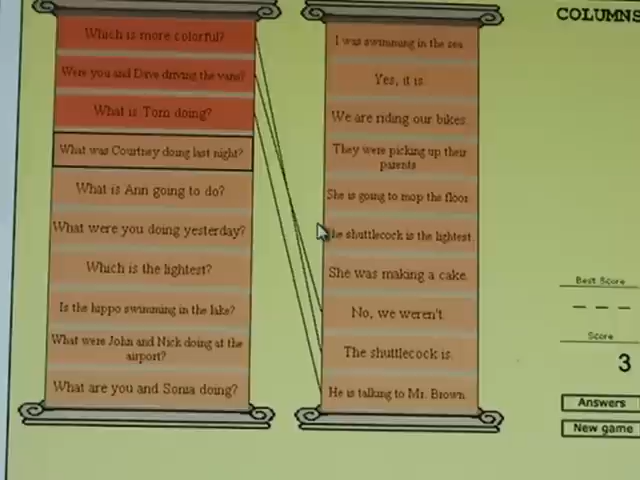 COLUMNS
Which is more colorful?
Were you and Dave driving the vans?
What is Tom doing?
What was Courtney doing last night?
What is Ann going to do?
What were you doing yesterday?
Which is the lightest?
Is the hippo swimming in the lake?
What were John and Nick doing at the
airport?
What are you and Sonia doing?
I was swimming in the sea.
Yes, it is.
We are riding our bikes.
They were picking up their
parents
She is going to mop the floor.
shuttlecock is the lightest.
She was making a cake.
No, we weren't.
The shuttlecock is.
He is talking to Mr. Brown.
Best Score
_ _ _
Score
3
Answers
New game